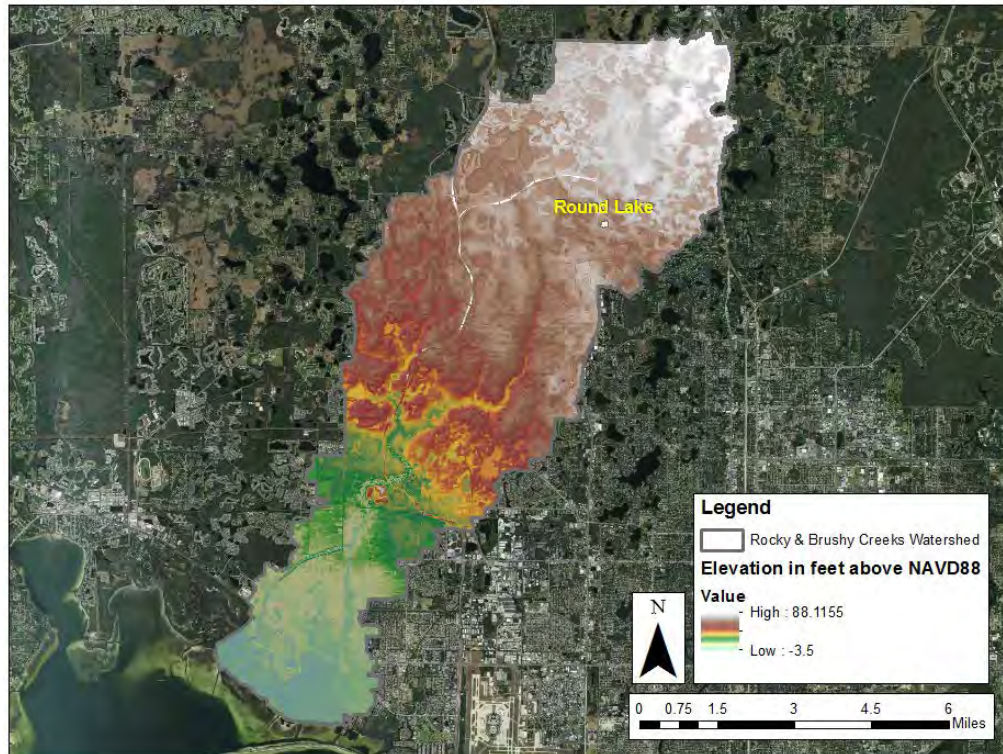 Round Lake
Legend
Rocky & Brushy Creeks Watershed
Elevation in feet above NAVD88
Value
High : 88.1155
Low : -3.5
N
0 0.75 1.5 3 4.5 6
Miles